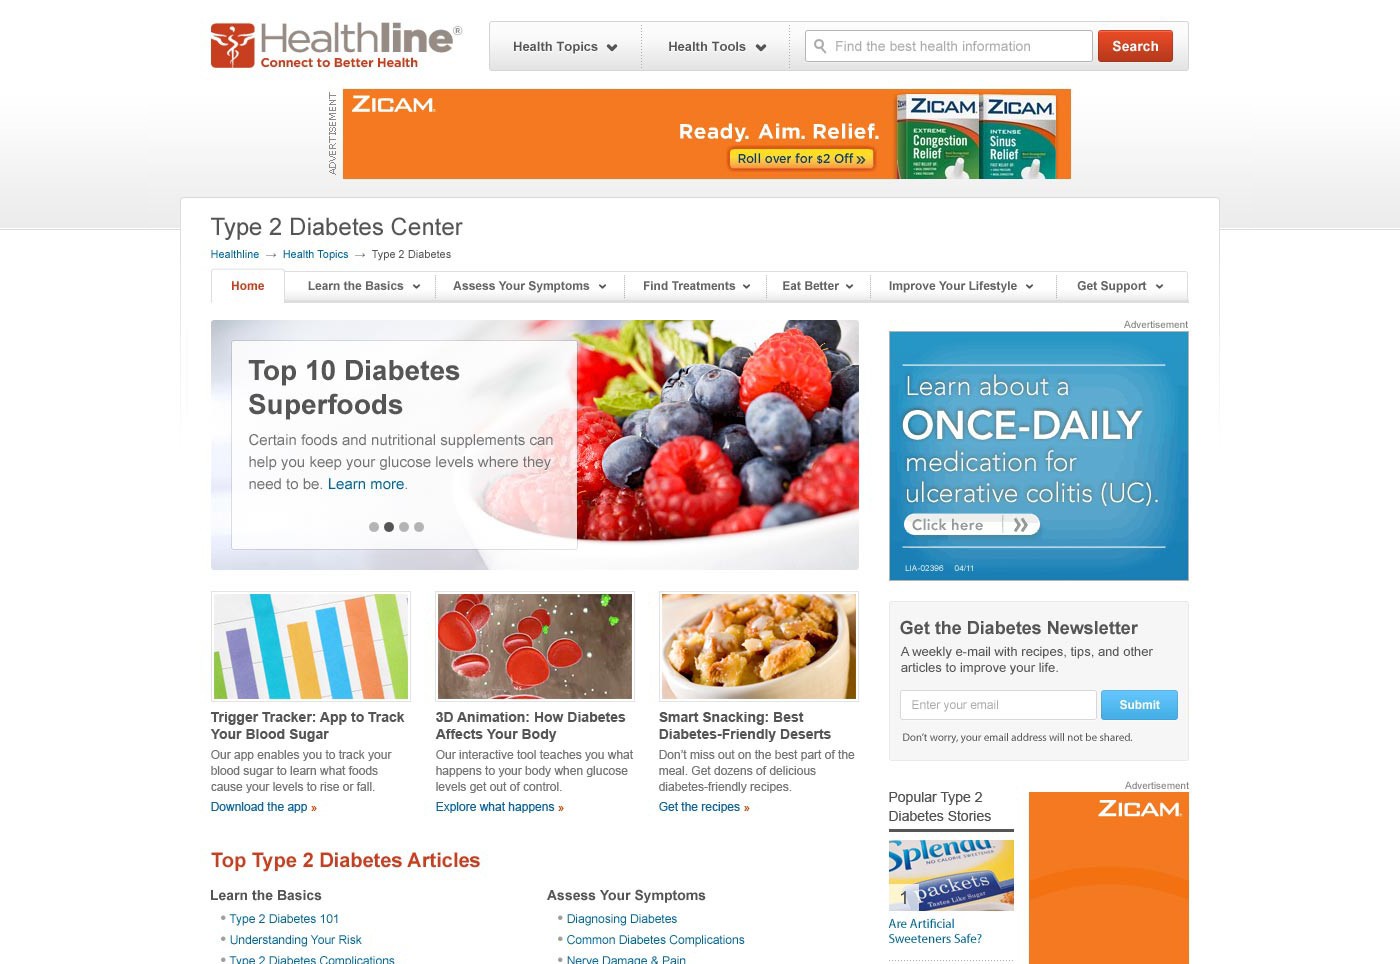 Healthline®
Connect to Better Health
Health Topics
Health Tools
Find the best health information
Search
ADVERTISEMENT
ZICAM
Ready. Aim. Relief.
Roll over for $2 Off »
ZICAM
EXTREME
Congestion
Relief
ZICAM
INTENSE
Sinus
Relief
Type 2 Diabetes Center
Healthline → Health Topics → Type 2 Diabetes
Home
Learn the Basics
Assess Your Symptoms
Find Treatments
Eat Better
Improve Your Lifestyle
Get Support
Top 10 Diabetes
Superfoods
Certain foods and nutritional supplements can
help you keep your glucose levels where they
need to be. Learn more.
Advertisement
Learn about a
ONCE-DAILY
medication for
ulcerative colitis (UC).
Click here
LIA-02396 04/11
Trigger Tracker: App to Track
Your Blood Sugar
Our app enables you to track your
blood sugar to learn what foods
cause your levels to rise or fall.
Download the app »
3D Animation: How Diabetes
Affects Your Body
Our interactive tool teaches you what
happens to your body when glucose
levels get out of control.
Explore what happens »
Smart Snacking: Best
Diabetes-Friendly Deserts
Don't miss out on the best part of the
meal. Get dozens of delicious
diabetes-friendly recipes.
Get the recipes »
Get the Diabetes Newsletter
A weekly e-mail with recipes, tips, and other
articles to improve your life.
Enter your email
Submit
Don't worry, your email address will not be shared.
Top Type 2 Diabetes Articles
Learn the Basics
• Type 2 Diabetes 101
• Understanding Your Risk
• Type 2 Diabetes Complications
Assess Your Symptoms
• Diagnosing Diabetes
• Common Diabetes Complications
• Nerve Damage & Pain
Popular Type 2
Diabetes Stories
Splenda
NO CALORIE SWEETENER
packets
Tastes Like Sugar
1
Are Artificial
Sweeteners Safe?
Advertisement
ZICAM